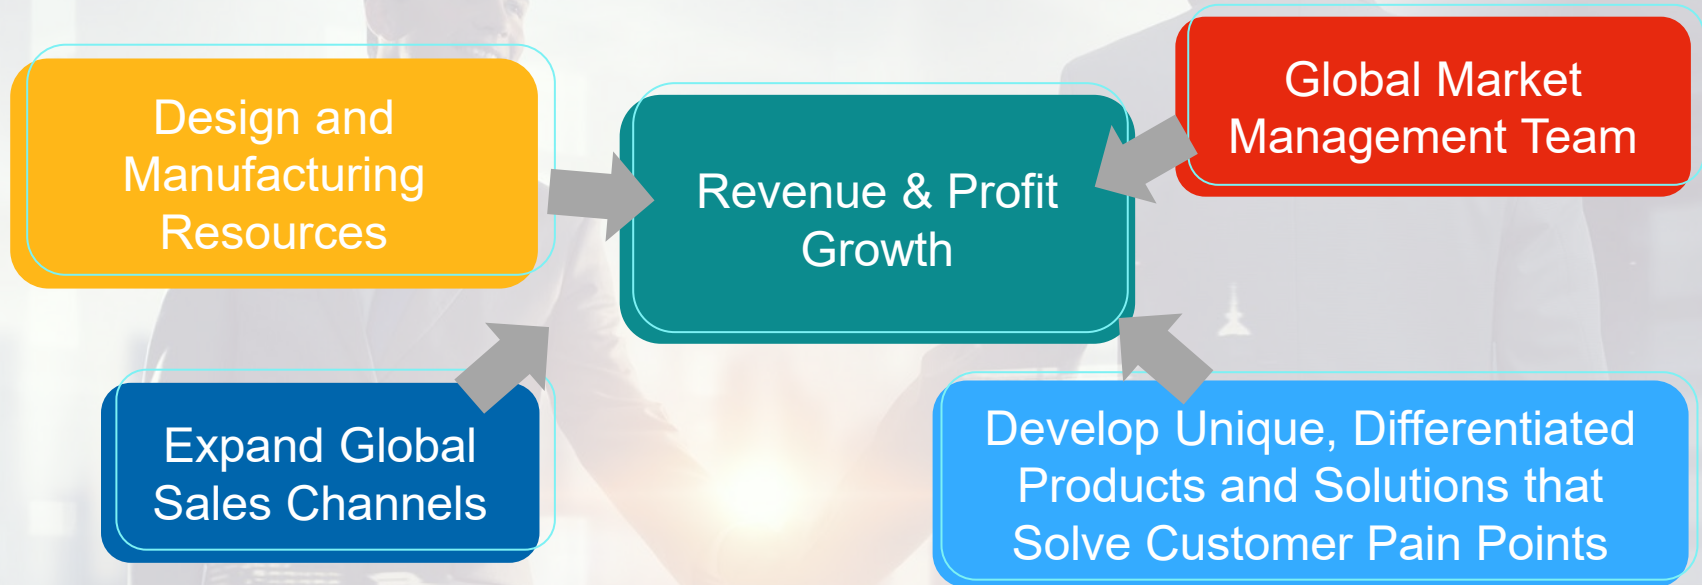 Design and
Manufacturing
Resources
Revenue & Profit
Growth
Global Market
Management Team
Expand Global
Sales Channels
Develop Unique, Differentiated
Products and Solutions that
Solve Customer Pain Points